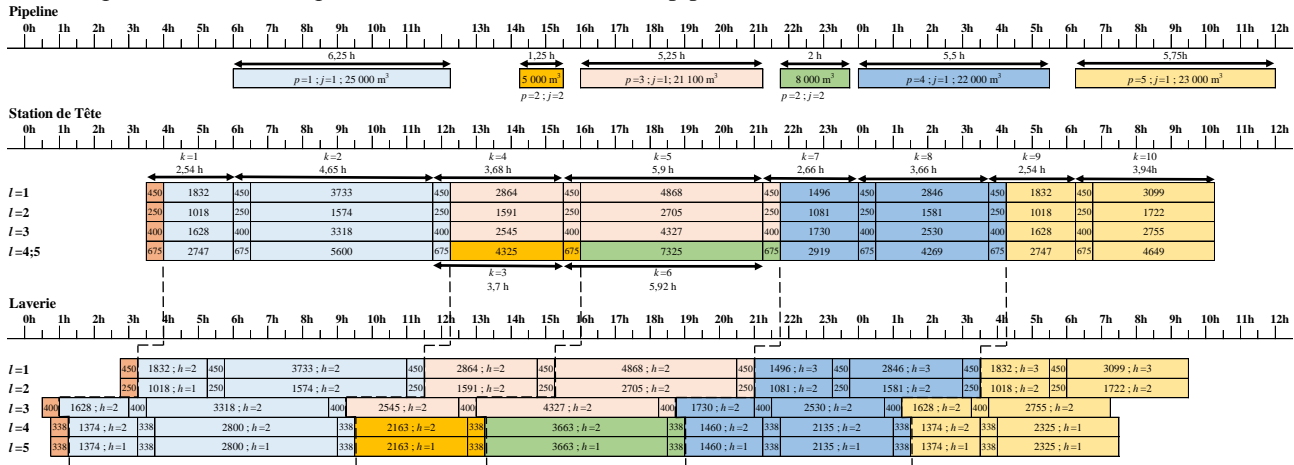 Pipeline
0h 1h 2h 3h 4h 5h 6h 7h 8h 9h 10h 11h 13h 14h 15h 16h 17h 18h 19h 20h 21h 22h 23h 0h 1h 2h 3h 4h 5h 6h 7h 8h 9h 10h 11h 12h
6,25 h 1,25 h 5,25 h 2 h 5,5 h 5,75h
p=1 ; j=1 ; 25 000 m³ 5 000 m³ p=3 ; j=1; 21 100 m³ 8 000 m³ p=4 ; j=1 ; 22 000 m³ p=5 ; j=1 ; 23 000 m³
p=2 ; j=2 p=2 ; j=2
Station de Tête
0h 1h 2h 3h 4h 5h 6h 7h 8h 9h 10h 11h 13h 14h 15h 16h 17h 18h 19h 20h 21h 22h 23h 0h 1h 2h 3h 4h 5h 6h 7h 8h 9h 10h 11h 12h
k=1 k=2 k=4 k=5 k=7 k=8 k=9 k=10
2,54 h 4,65 h 3,68 h 5,9 h 2,66 h 3,66 h 2,54 h 3,94h
l=1 450 1832 450 3733 450 2864 450 4868 450 1496 450 2846 450 1832 450 3099
l=2 250 1018 250 1574 250 1591 250 2705 250 1081 250 1581 250 1018 250 1722
l=3 400 1628 400 3318 400 2545 400 4327 400 1730 400 2530 400 1628 400 2755
l=4;5 675 2747 675 5600 675 4325 675 7325 675 2919 675 4269 675 2747 675 4649
k=3 k=6
3,7 h 5,92 h
Laverie
0h 1h 2h 3h 4h 5h 6h 7h 8h 9h 10h 11h 13h 14h 15h 16h 17h 18h 19h 20h 21h 22h 23h 0h 1h 2h 3h 4h 5h 6h 7h 8h 9h 10h 11h 12h
l=1 450 1832 ; h=2 450 3733 ; h=2 450 2864 ; h=2 450 4868 ; h=2 450 1496 ; h=3 450 2846 ; h=3 450 1832 ; h=3 450 3099 ; h=3
l=2 250 1018 ; h=2 250 1574 ; h=2 250 1591 ; h=2 250 2705 ; h=2 250 1081 ; h=2 250 1581 ; h=2 250 1018 ; h=2 250 1722 ; h=2
l=3 400 1628 ; h=2 400 3318 ; h=2 400 2545 ; h=2 400 4327 ; h=2 400 1730 ; h=2 400 2530 ; h=2 400 1628 ; h=2 400 2755 ; h=2
l=4 338 1374 ; h=2 338 2800 ; h=2 338 2163 ; h=2 338 3663 ; h=2 338 1460 ; h=2 338 2135 ; h=2 338 1374 ; h=2 338 2325 ; h=2
l=5 338 1374 ; h=1 338 2800 ; h=1 338 2163 ; h=1 338 3663 ; h=1 338 1460 ; h=1 338 2135 ; h=1 338 1374 ; h=1 338 2325 ; h=1